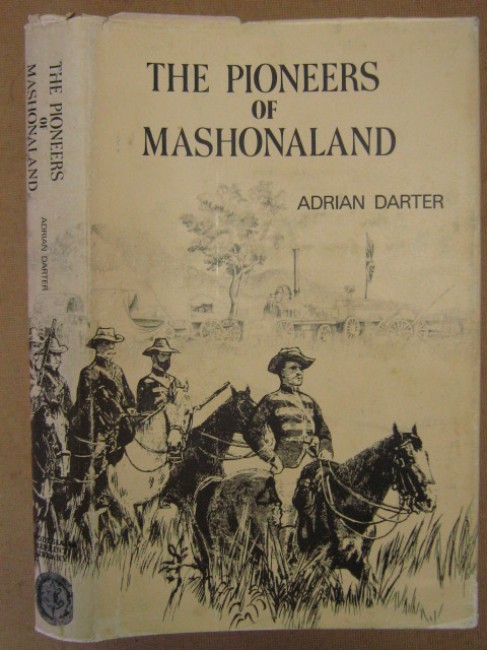 THE PIONEERS
OF
MASHONALAND
ADRIAN DARTER
THE PIONEERS
OF
MASHONALAND
ADRIAN DARTER